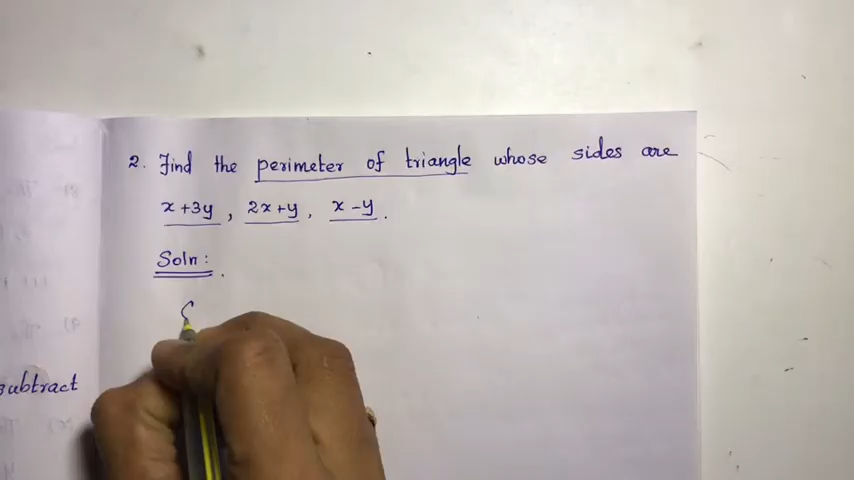 2. Find the perimeter of triangle whose sides are
x+3y, 2x+y, x-y.
Soln:
subtract